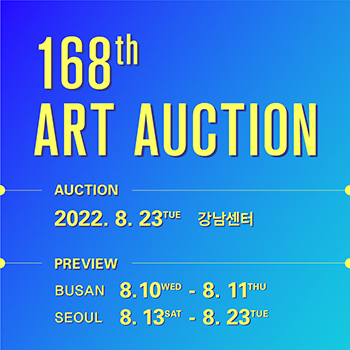 168th
ART AUCTION
AUCTION
2022. 8. 23TUE 강남센터
PREVIEW
BUSAN 8.10WED - 8. 11THU
SEOUL 8. 13SAT - 8. 23TUE